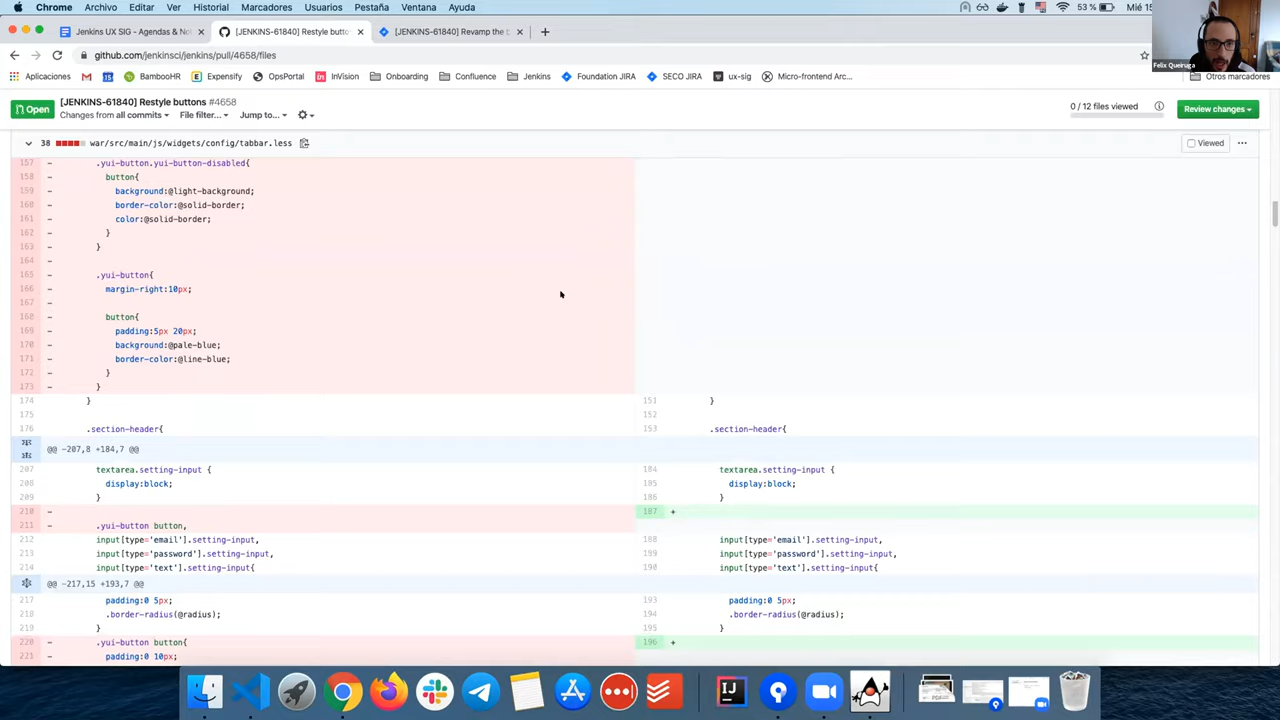 Chrome Archivo Editar Ver Historial Marcadores Usuarios Pestaña Ventana Ayuda 53 % Mié 15
Jenkins UX SIG - Agendas & Not
[JENKINS-61840] Restyle butto
[JENKINS-61840] Revamp the b
github.com/jenkinsci/jenkins/pull/4658/files
Felix Queiruga
Aplicaciones BambooHR Expensify OpsPortal InVision Onboarding Confluence Jenkins Foundation JIRA SECO JIRA ux-sig Micro-frontend Arc... Otros marcadores
Open
[JENKINS-61840] Restyle buttons #4658
Changes from all commits File filter... Jump to...
0 / 12 files viewed
Review changes
38 war/src/main/js/widgets/config/tabbar.less
Viewed
157 - .yui-button.yui-button-disabled{
158 - button{
159 - background:@light-background;
160 - border-color:@solid-border;
161 - color:@solid-border;
162 - }
163 - }
164 -
165 - .yui-button{
166 - margin-right:10px;
167 -
168 - button{
169 - padding:5px 20px;
170 - background:@pale-blue;
171 - border-color:@line-blue;
172 - }
173 - }
174 } 151 }
175 152
176 .section-header{ 153 .section-header{
@@ -207,8 +184,7 @@
207 textarea.setting-input { 184 textarea.setting-input {
208 display:block; 185 display:block;
209 } 186 }
210 - 187 +
211 - .yui-button button,
212 input[type='email'].setting-input, 188 input[type='email'].setting-input,
213 input[type='password'].setting-input, 189 input[type='password'].setting-input,
214 input[type='text'].setting-input{ 190 input[type='text'].setting-input{
@@ -217,15 +193,7 @@
217 padding:0 5px; 193 padding:0 5px;
218 .border-radius(@radius); 194 .border-radius(@radius);
219 } 195 }
220 - .yui-button button{ 196 +
221 - padding:0 10px;